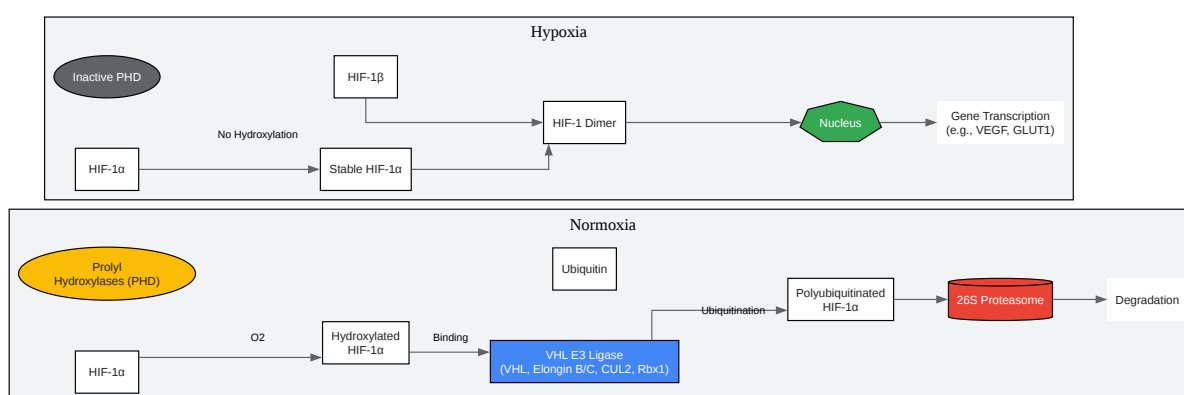 Hypoxia
Inactive PHD
HIF-1β
No Hydroxylation
HIF-1α
Stable HIF-1α
HIF-1 Dimer
Nucleus
Gene Transcription
(e.g., VEGF, GLUT1)
Normoxia
Prolyl
Hydroxylases (PHD)
Ubiquitin
O2
HIF-1α
Hydroxylated
HIF-1α
Binding
VHL E3 Ligase
(VHL, Elongin B/C, CUL2, Rbx1)
Ubiquitination
Polyubiquitinated
HIF-1α
26S Proteasome
Degradation